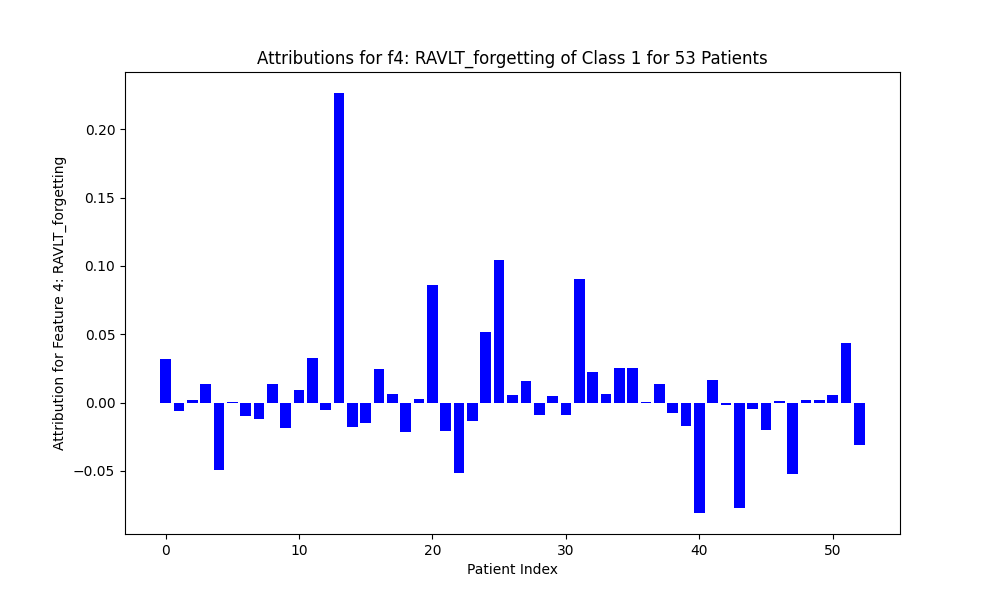 Attributions for f4: RAVLT_forgetting of Class 1 for 53 Patients
Attribution for Feature 4: RAVLT_forgetting
0.20
0.15
0.10
0.05
0.00
−0.05
0 10 20 30 40 50
Patient Index